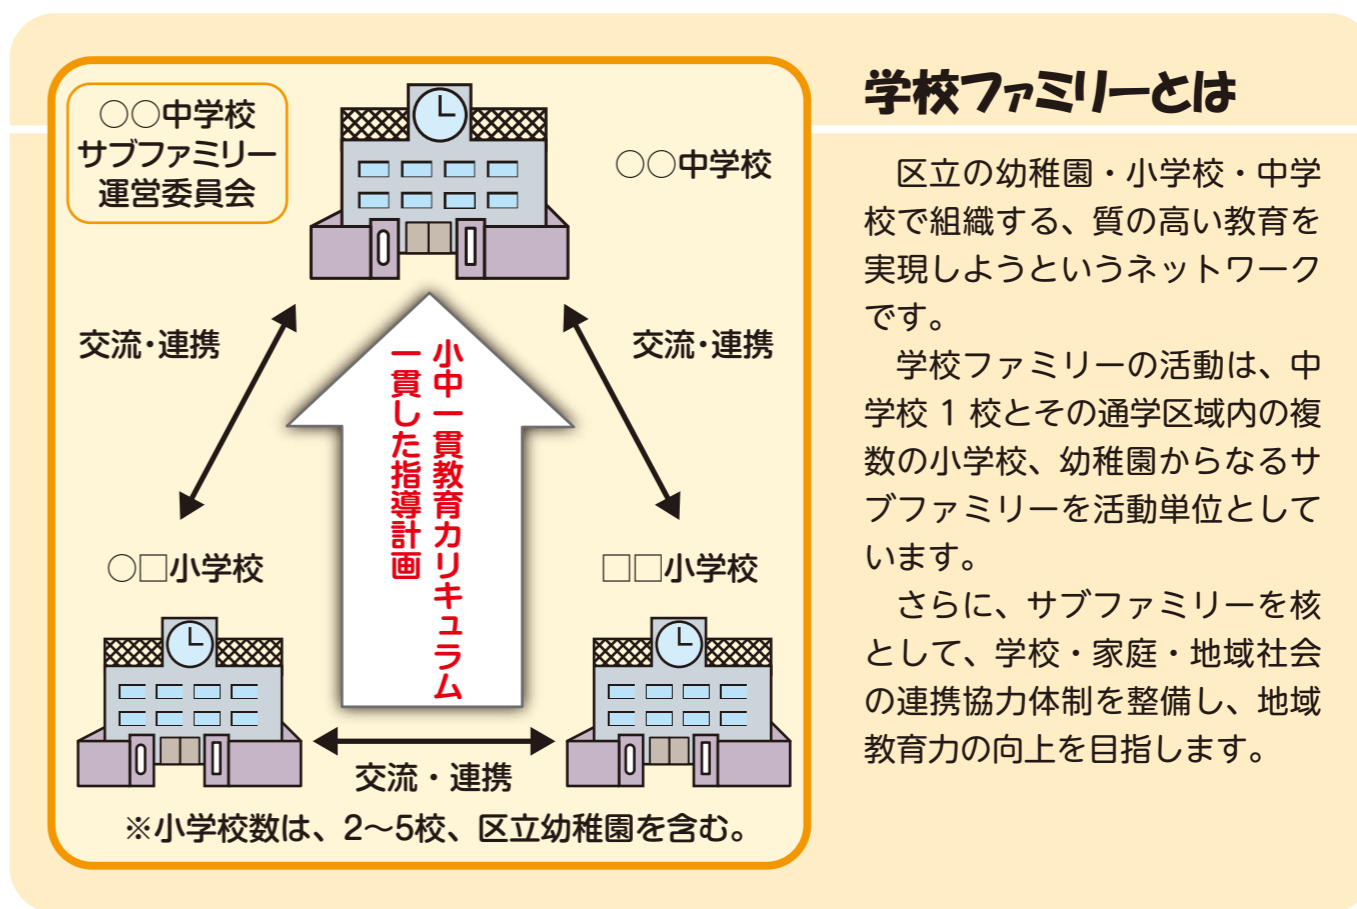 ○○中学校
サブファミリー
運営委員会
○○中学校
交流・連携
交流・連携
小中一貫教育カリキュラム
一貫した指導計画
○□小学校
□□小学校
交流・連携
※小学校数は、2〜5校、区立幼稚園を含む。
学校ファミリーとは
　区立の幼稚園・小学校・中学
校で組織する、質の高い教育を
実現しようというネットワーク
です。
　学校ファミリーの活動は、中
学校 1 校とその通学区域内の複
数の小学校、幼稚園からなるサ
ブファミリーを活動単位として
います。
　さらに、サブファミリーを核
として、学校・家庭・地域社会
の連携協力体制を整備し、地域
教育力の向上を目指します。